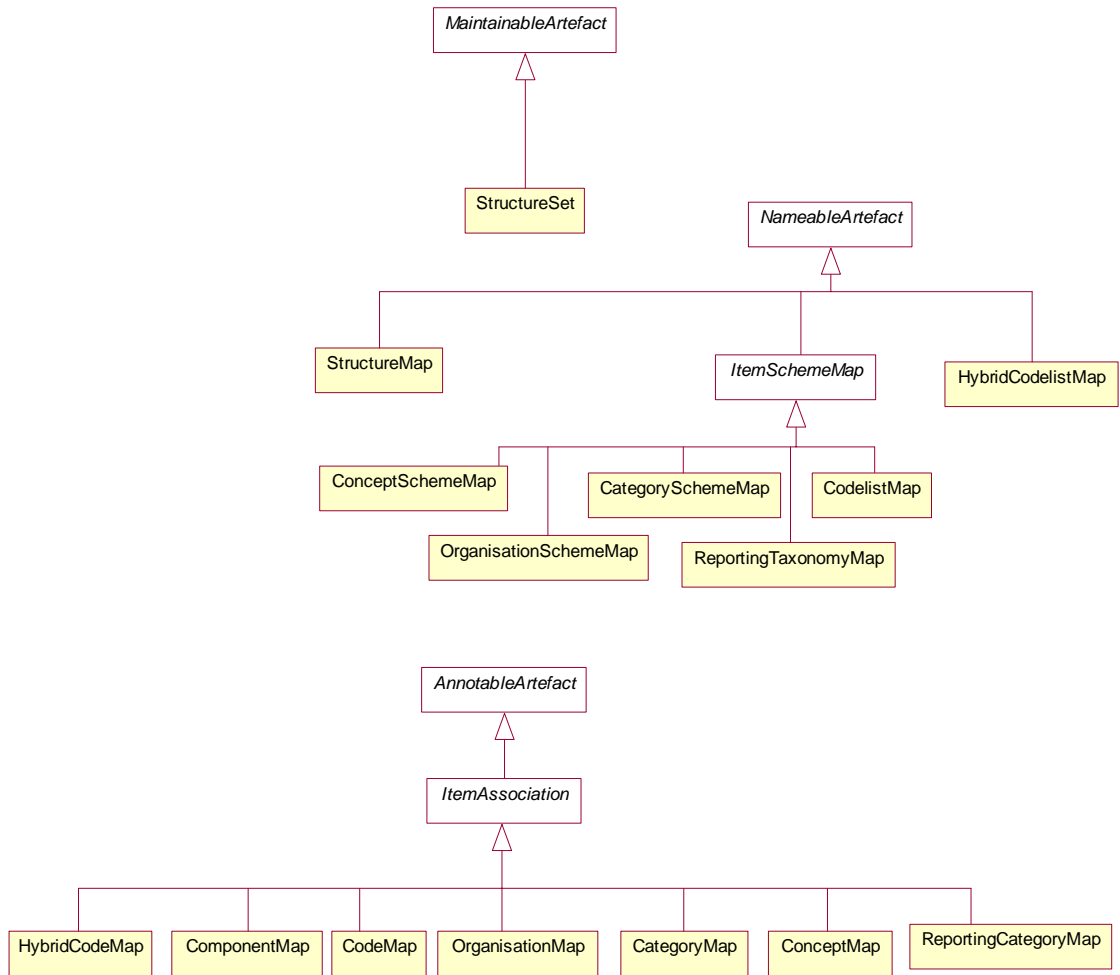 MaintainableArtefact
StructureSet
NameableArtefact
StructureMap
ItemSchemeMap
HybridCodelistMap
ConceptSchemeMap
CategorySchemeMap
CodelistMap
OrganisationSchemeMap
ReportingTaxonomyMap
AnnotableArtefact
ItemAssociation
HybridCodeMap
ComponentMap
CodeMap
OrganisationMap
CategoryMap
ConceptMap
ReportingCategoryMap